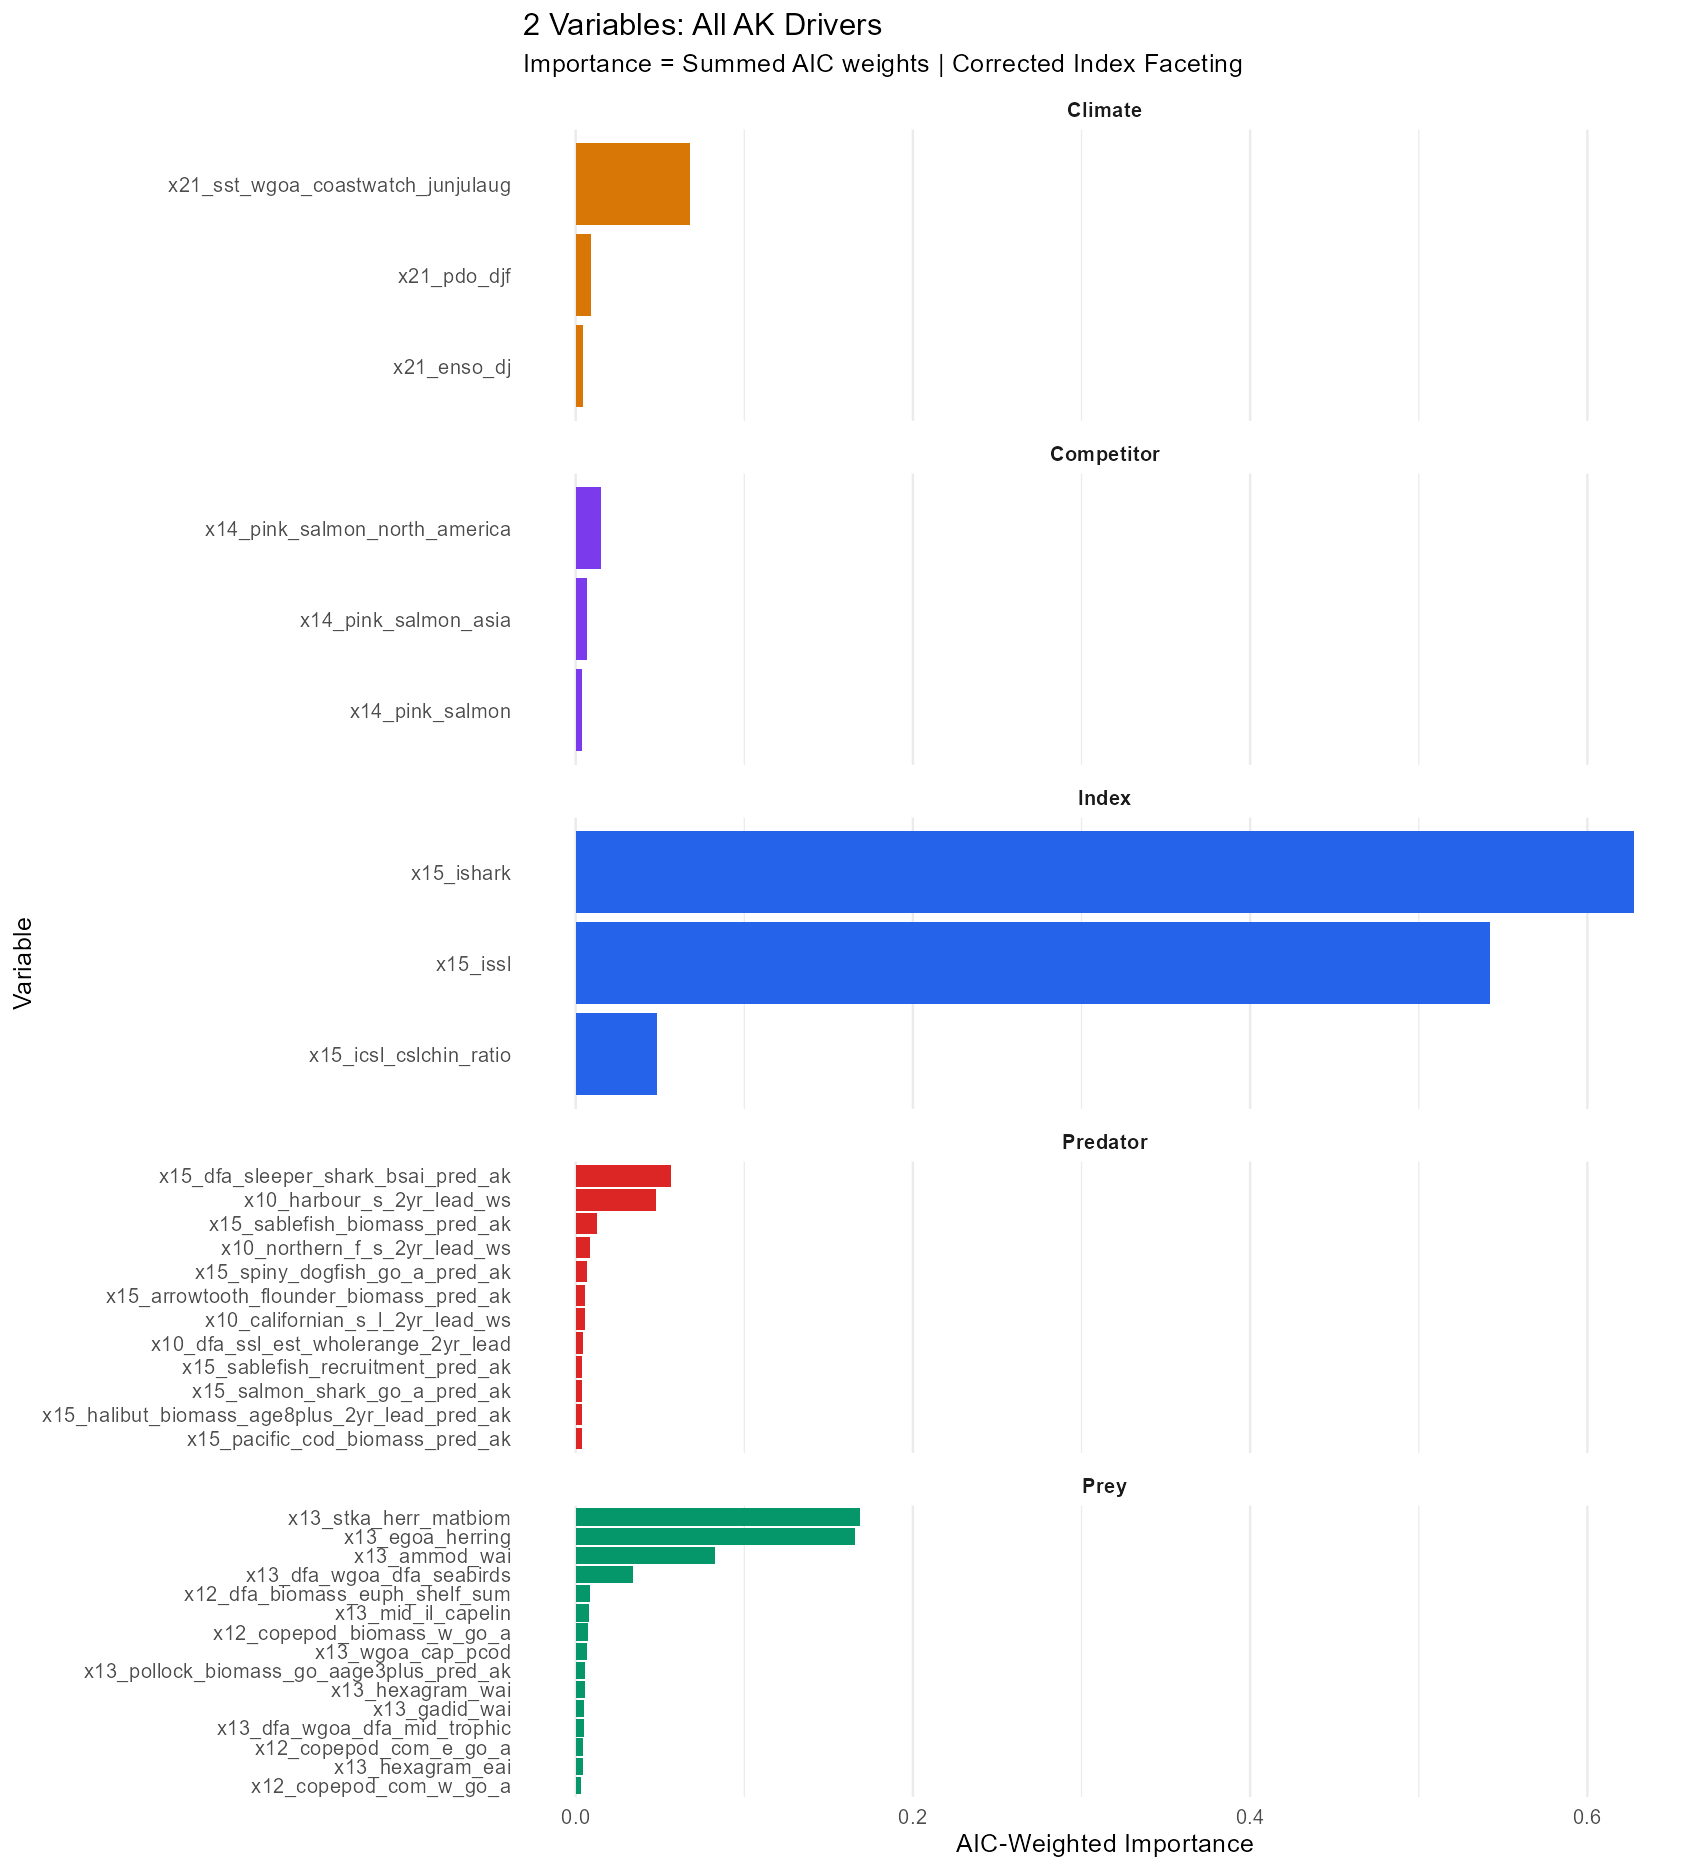 2 Variables: All AK Drivers
Importance = Summed AIC weights | Corrected Index Faceting
Climate
x21_sst_wgoa_coastwatch_junjulaug
x21_pdo_djf
x21_enso_dj
Competitor
x14_pink_salmon_north_america
x14_pink_salmon_asia
x14_pink_salmon
Index
x15_ishark
x15_issl
x15_icsl_cslchin_ratio
Variable
Predator
x15_dfa_sleeper_shark_bsai_pred_ak
x10_harbour_s_2yr_lead_ws
x15_sablefish_biomass_pred_ak
x10_northern_f_s_2yr_lead_ws
x15_spiny_dogfish_go_a_pred_ak
x15_arrowtooth_flounder_biomass_pred_ak
x10_californian_s_l_2yr_lead_ws
x10_dfa_ssl_est_wholerange_2yr_lead
x15_sablefish_recruitment_pred_ak
x15_salmon_shark_go_a_pred_ak
x15_halibut_biomass_age8plus_2yr_lead_pred_ak
x15_pacific_cod_biomass_pred_ak
Prey
x13_stka_herr_matbiom
x13_egoa_herring
x13_ammod_wai
x13_dfa_wgoa_dfa_seabirds
x12_dfa_biomass_euph_shelf_sum
x13_mid_il_capelin
x12_copepod_biomass_w_go_a
x13_wgoa_cap_pcod
x13_pollock_biomass_go_aage3plus_pred_ak
x13_hexagram_wai
x13_gadid_wai
x13_dfa_wgoa_dfa_mid_trophic
x12_copepod_com_e_go_a
x13_hexagram_eai
x12_copepod_com_w_go_a
0.0 0.2 0.4 0.6
AIC-Weighted Importance